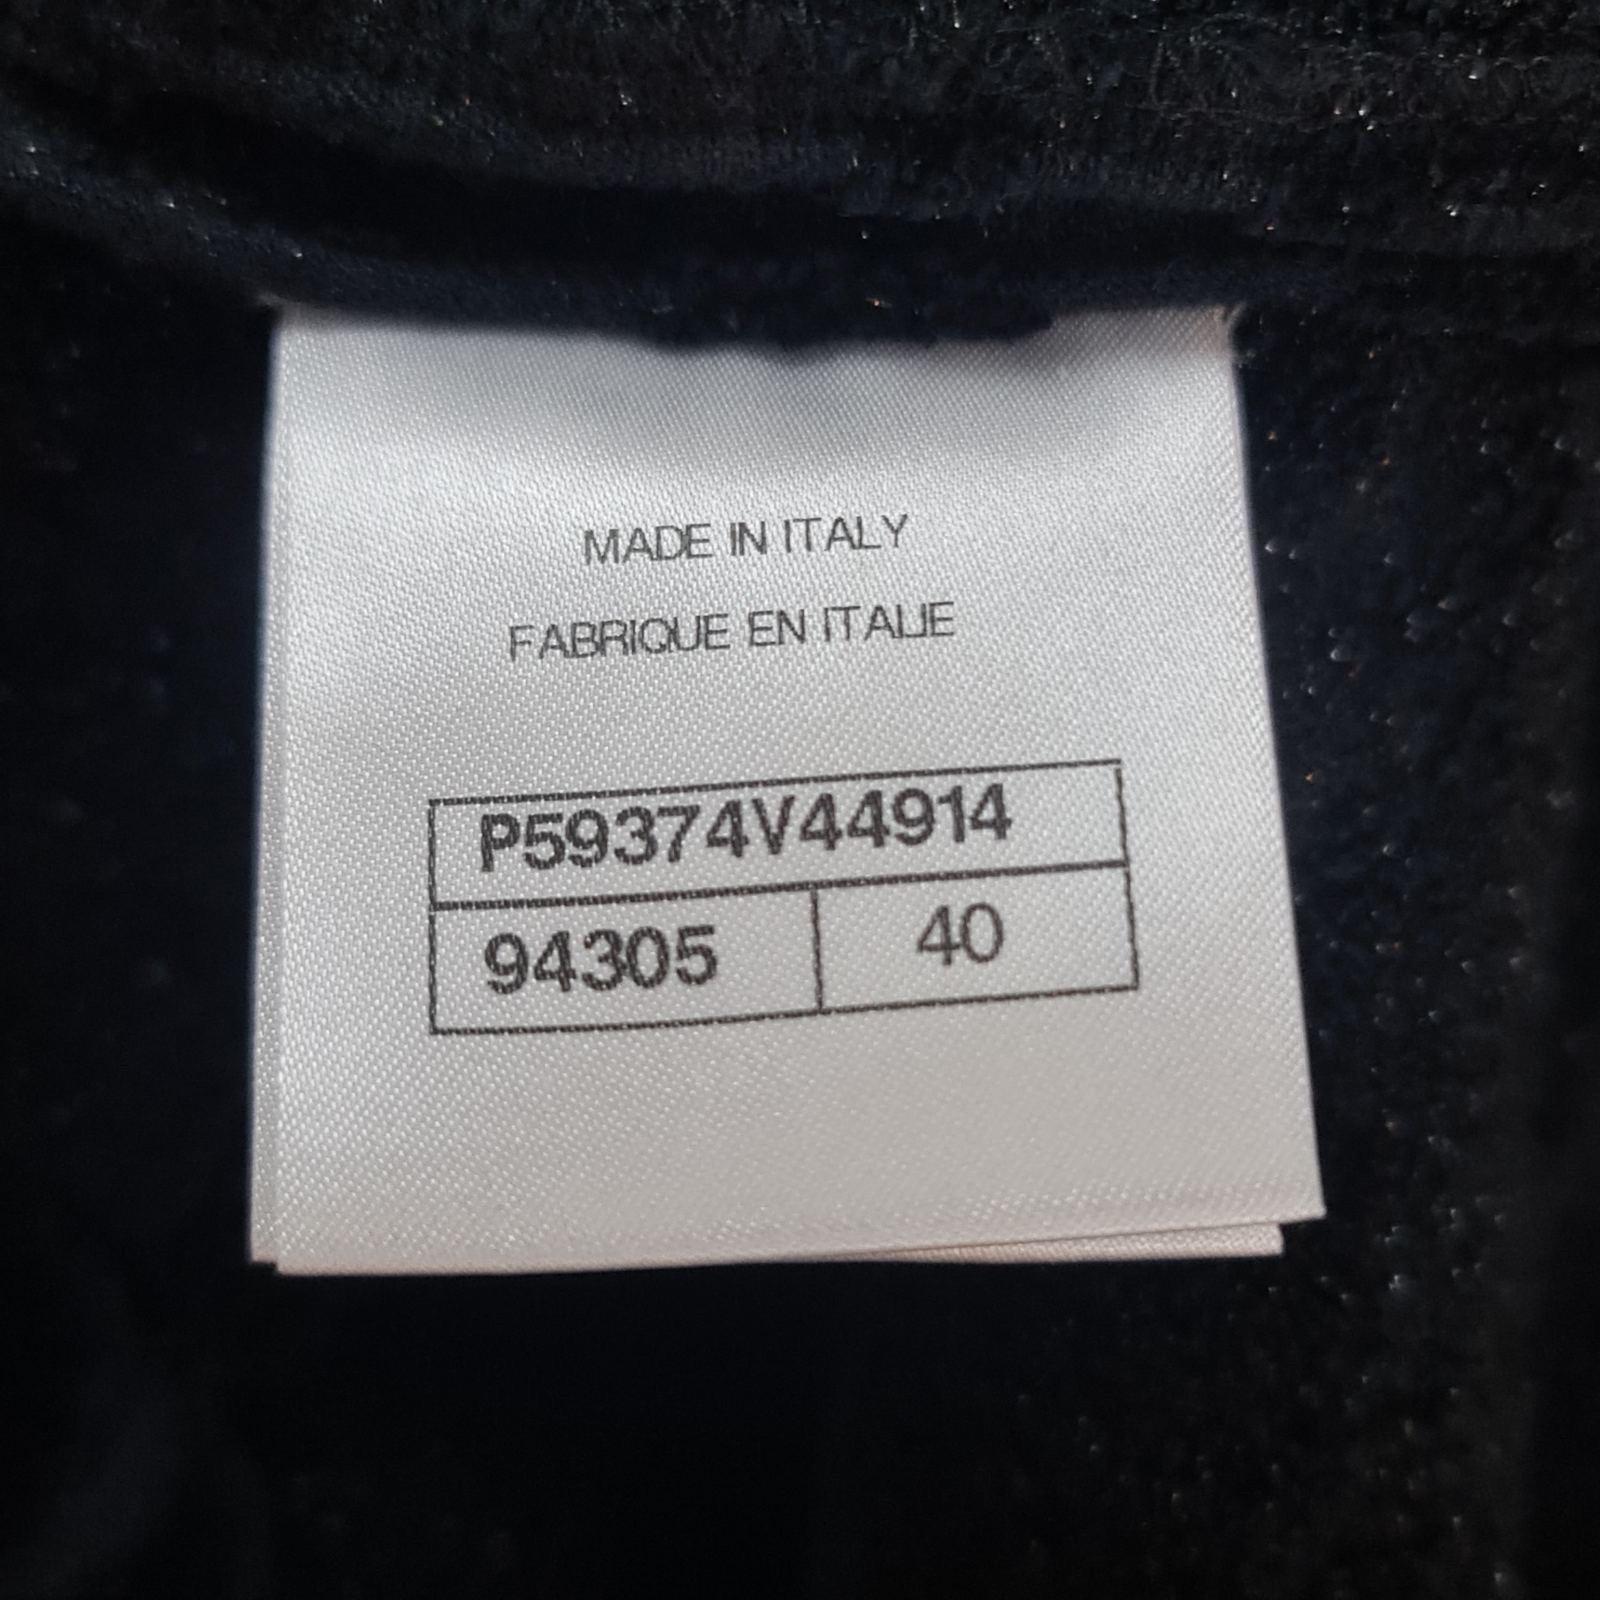 MADE IN ITALY
FABRIQUE EN ITALIE
P59374V44914
94305 40